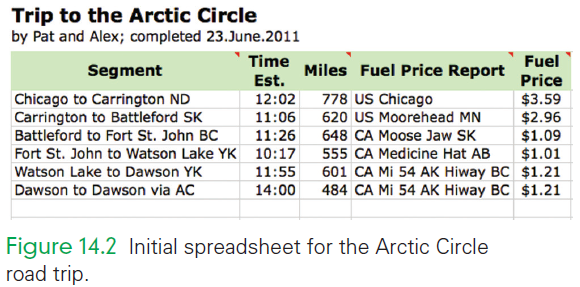 Trip to the Arctic Circle
by Pat and Alex; completed 23.June.2011
Segment Time Est. Miles Fuel Price Report Fuel Price
Chicago to Carrington ND 12:02 778 US Chicago $3.59
Carrington to Battleford SK 11:06 620 US Moorehead MN $2.96
Battleford to Fort St. John BC 11:26 648 CA Moose Jaw SK $1.09
Fort St. John to Watson Lake YK 10:17 555 CA Medicine Hat AB $1.01
Watson Lake to Dawson YK 11:55 601 CA Mi 54 AK Hiway BC $1.21
Dawson to Dawson via AC 14:00 484 CA Mi 54 AK Hiway BC $1.21
Figure 14.2 Initial spreadsheet for the Arctic Circle
road trip.